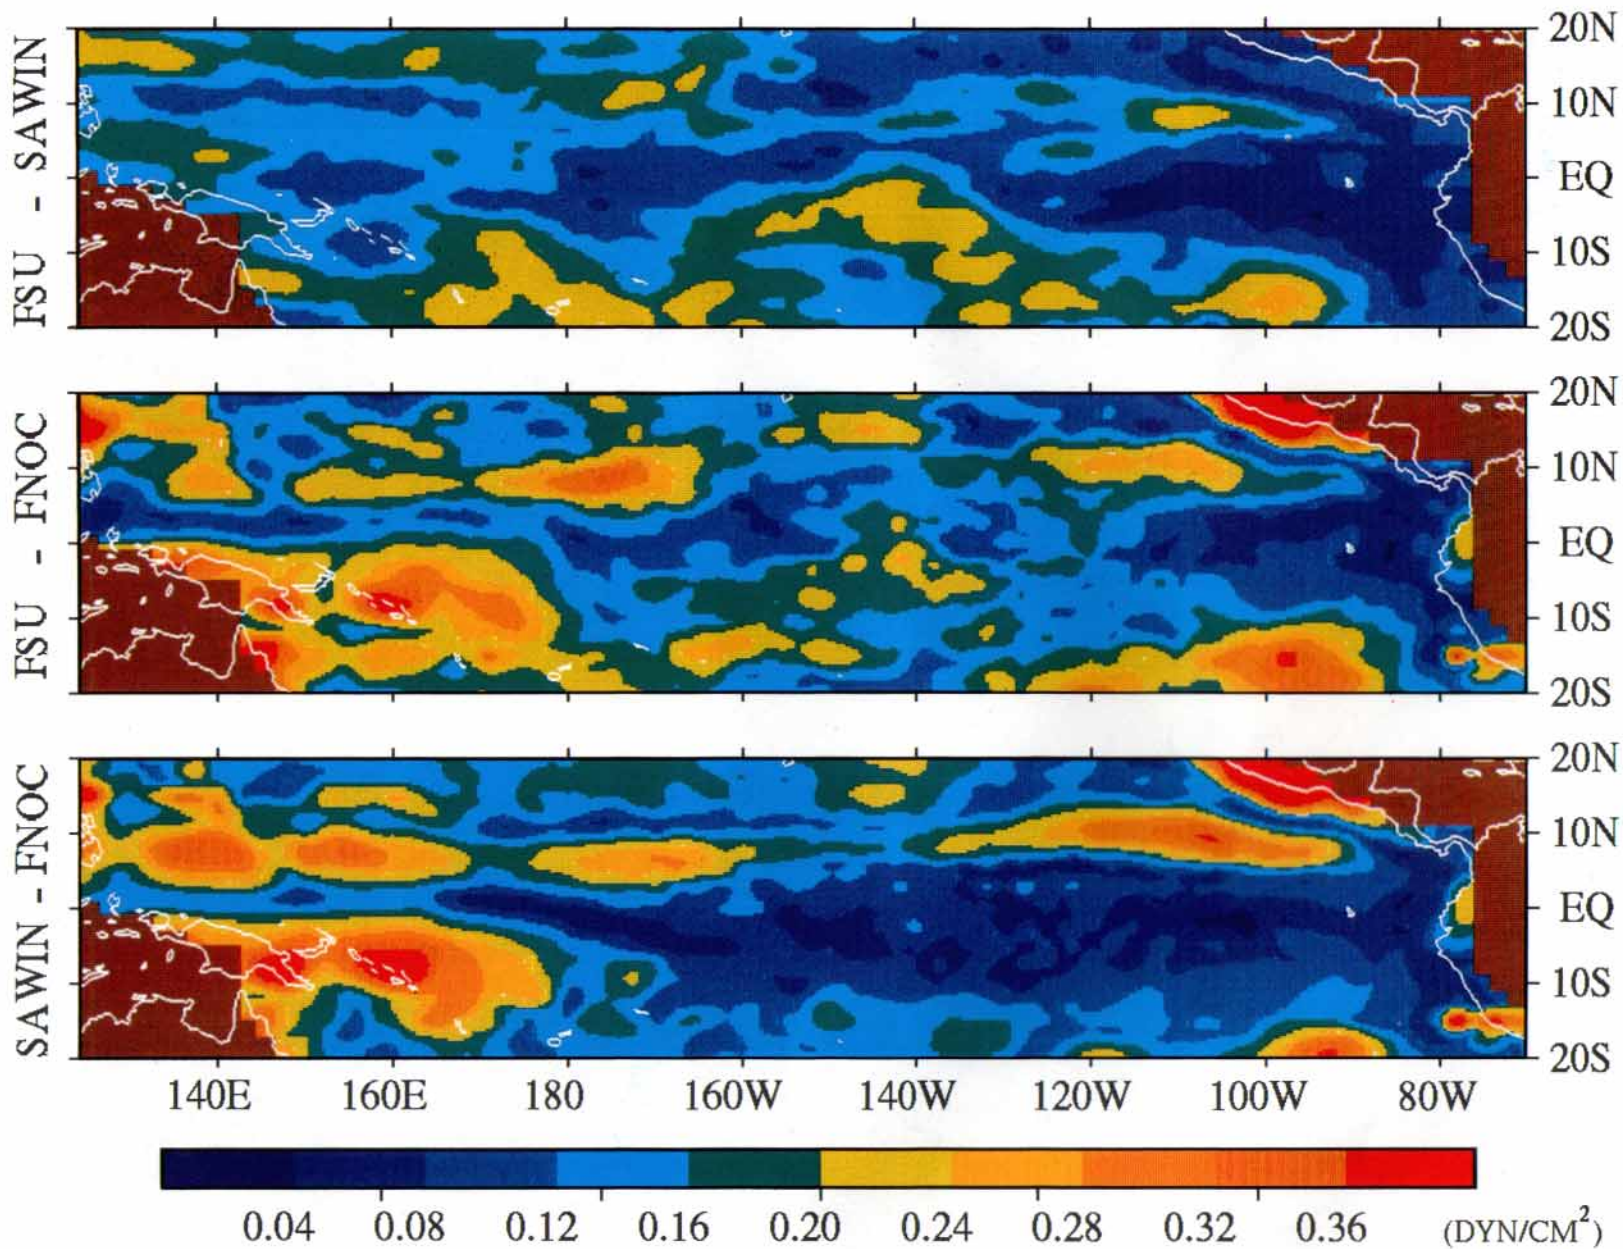 FSU - SAWIN
20N
10N
EQ
10S
20S
FSU - FNOC
20N
10N
EQ
10S
20S
SAWIN - FNOC
20N
10N
EQ
10S
20S
140E 160E 180 160W 140W 120W 100W 80W
0.04 0.08 0.12 0.16 0.20 0.24 0.28 0.32 0.36 (DYN/CM²)